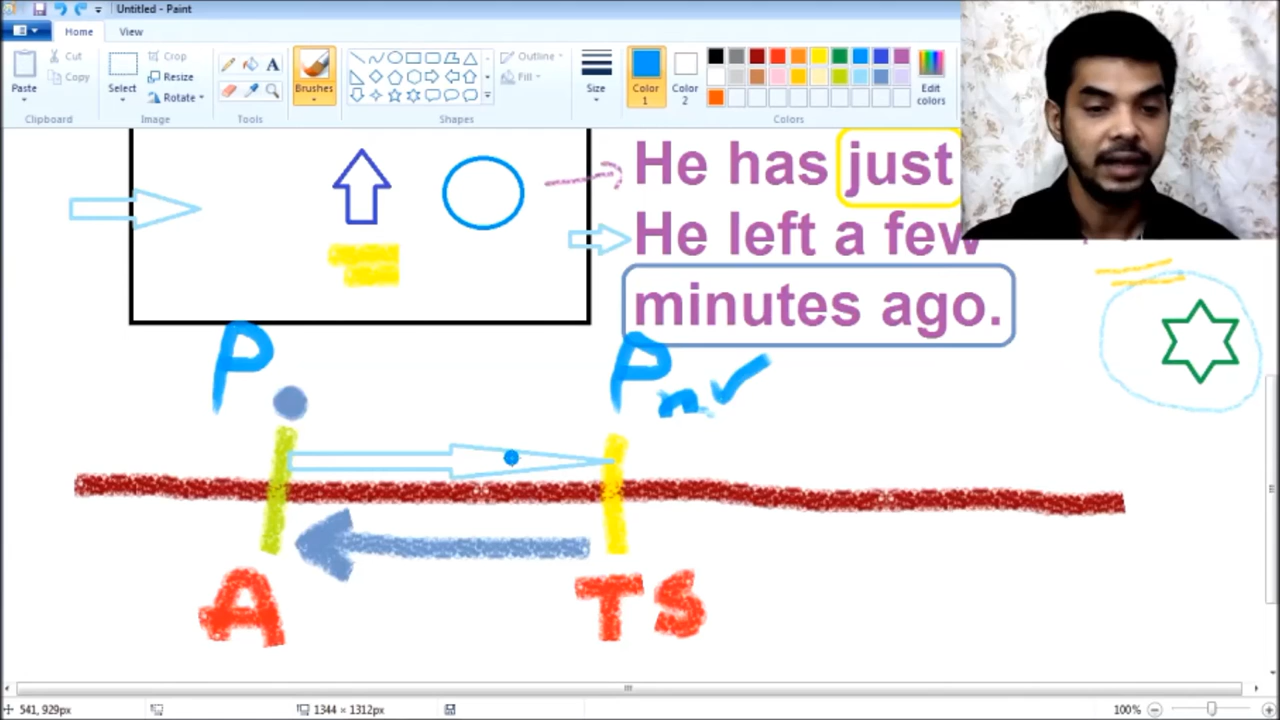 Untitled - Paint
Home View
Paste Cut Copy
Clipboard
Select Crop Resize Rotate
Image
A
Tools
Brushes
Shapes
Outline Fill
Size
Color 1
Color 2
Edit colors
Colors
He has just
He left a few
minutes ago.
P P
A TS
541, 929px 1344 × 1312px 100%